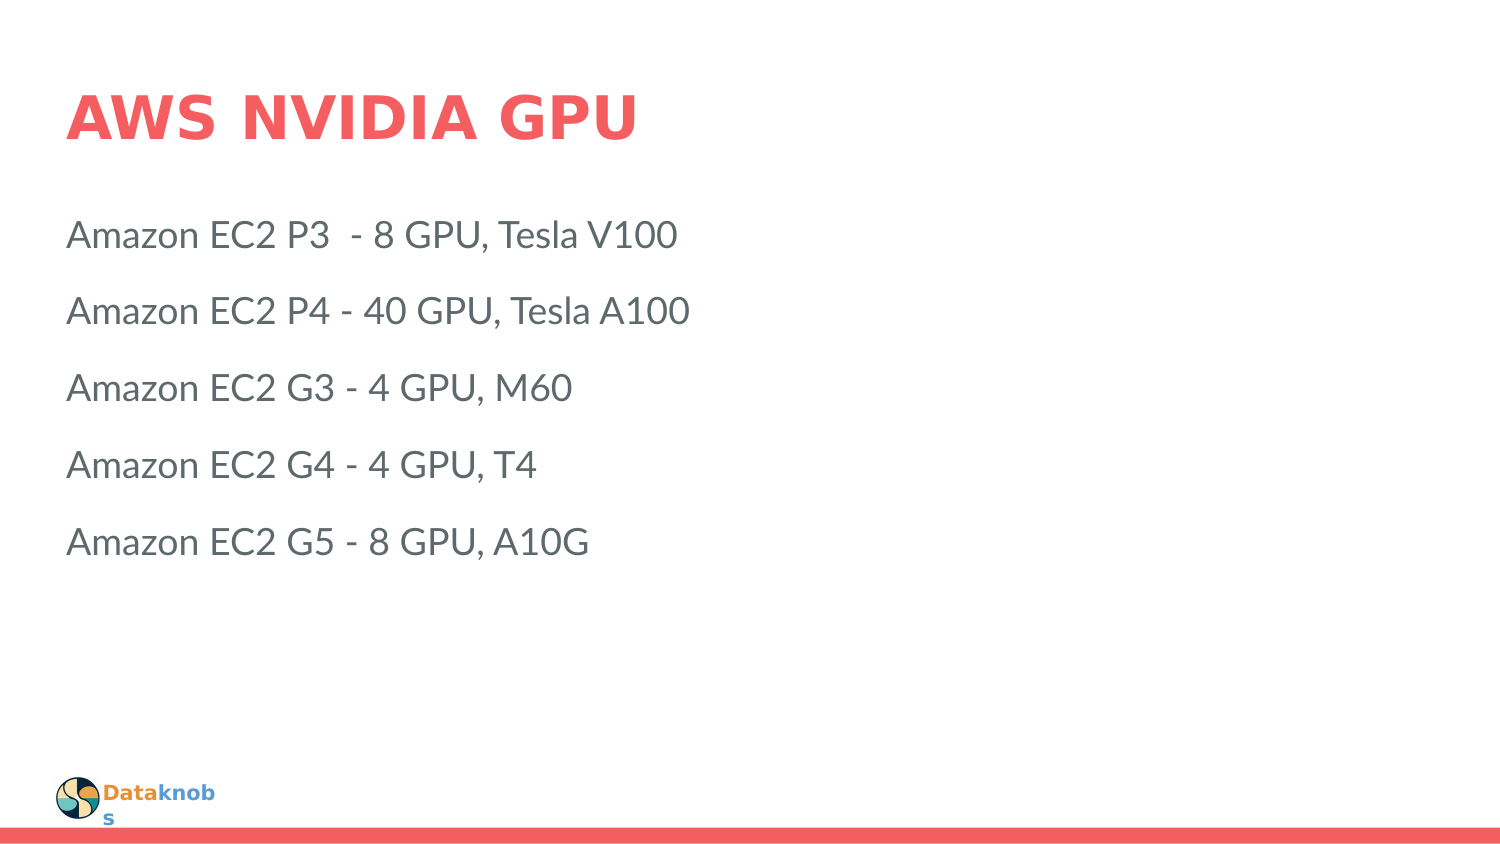 AWS NVIDIA GPU
Amazon EC2 P3  - 8 GPU, Tesla V100
Amazon EC2 P4 - 40 GPU, Tesla A100
Amazon EC2 G3 - 4 GPU, M60
Amazon EC2 G4 - 4 GPU, T4
Amazon EC2 G5 - 8 GPU, A10G
Dataknob
s